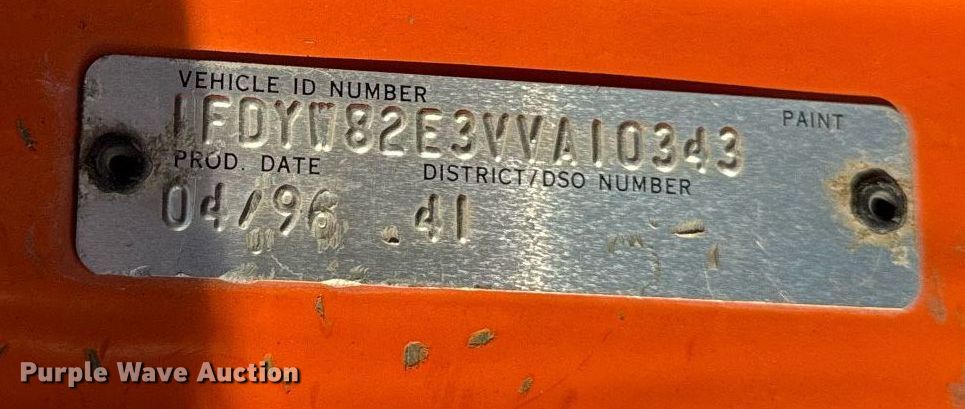 VEHICLE ID NUMBER
1FDYW82E3VVA10343
PAINT
PROD. DATE
DISTRICT/DSO NUMBER
04/96 41
Purple Wave Auction